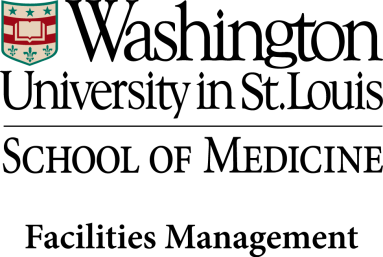 Washington
University in St. Louis
SCHOOL OF MEDICINE
Facilities Management